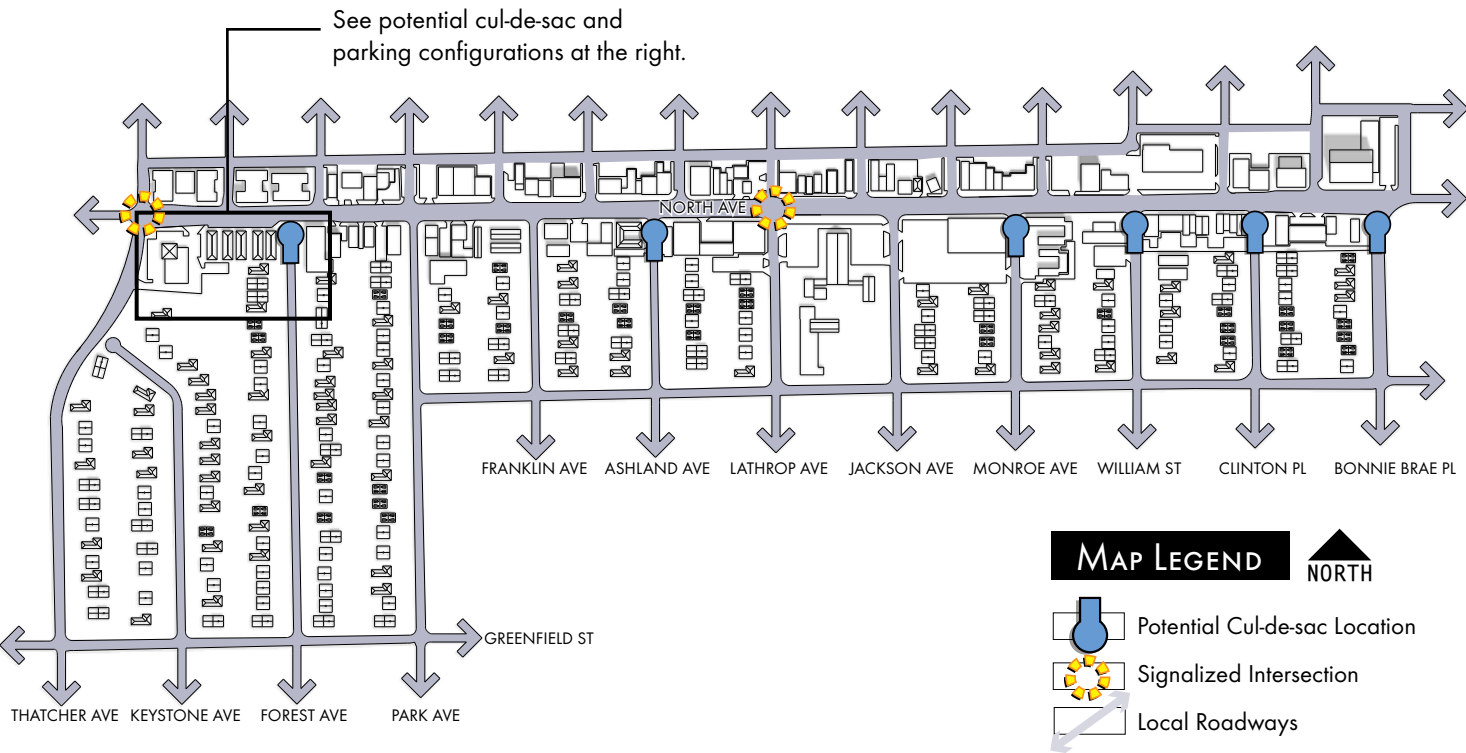 See potential cul-de-sac and
parking configurations at the right.
NORTH AVE
FRANKLIN AVE
ASHLAND AVE
LATHROP AVE
JACKSON AVE
MONROE AVE
WILLIAM ST
CLINTON PL
BONNIE BRAE PL
MAP LEGEND
NORTH
Potential Cul-de-sac Location
GREENFIELD ST
Signalized Intersection
THATCHER AVE
KEYSTONE AVE
FOREST AVE
PARK AVE
Local Roadways